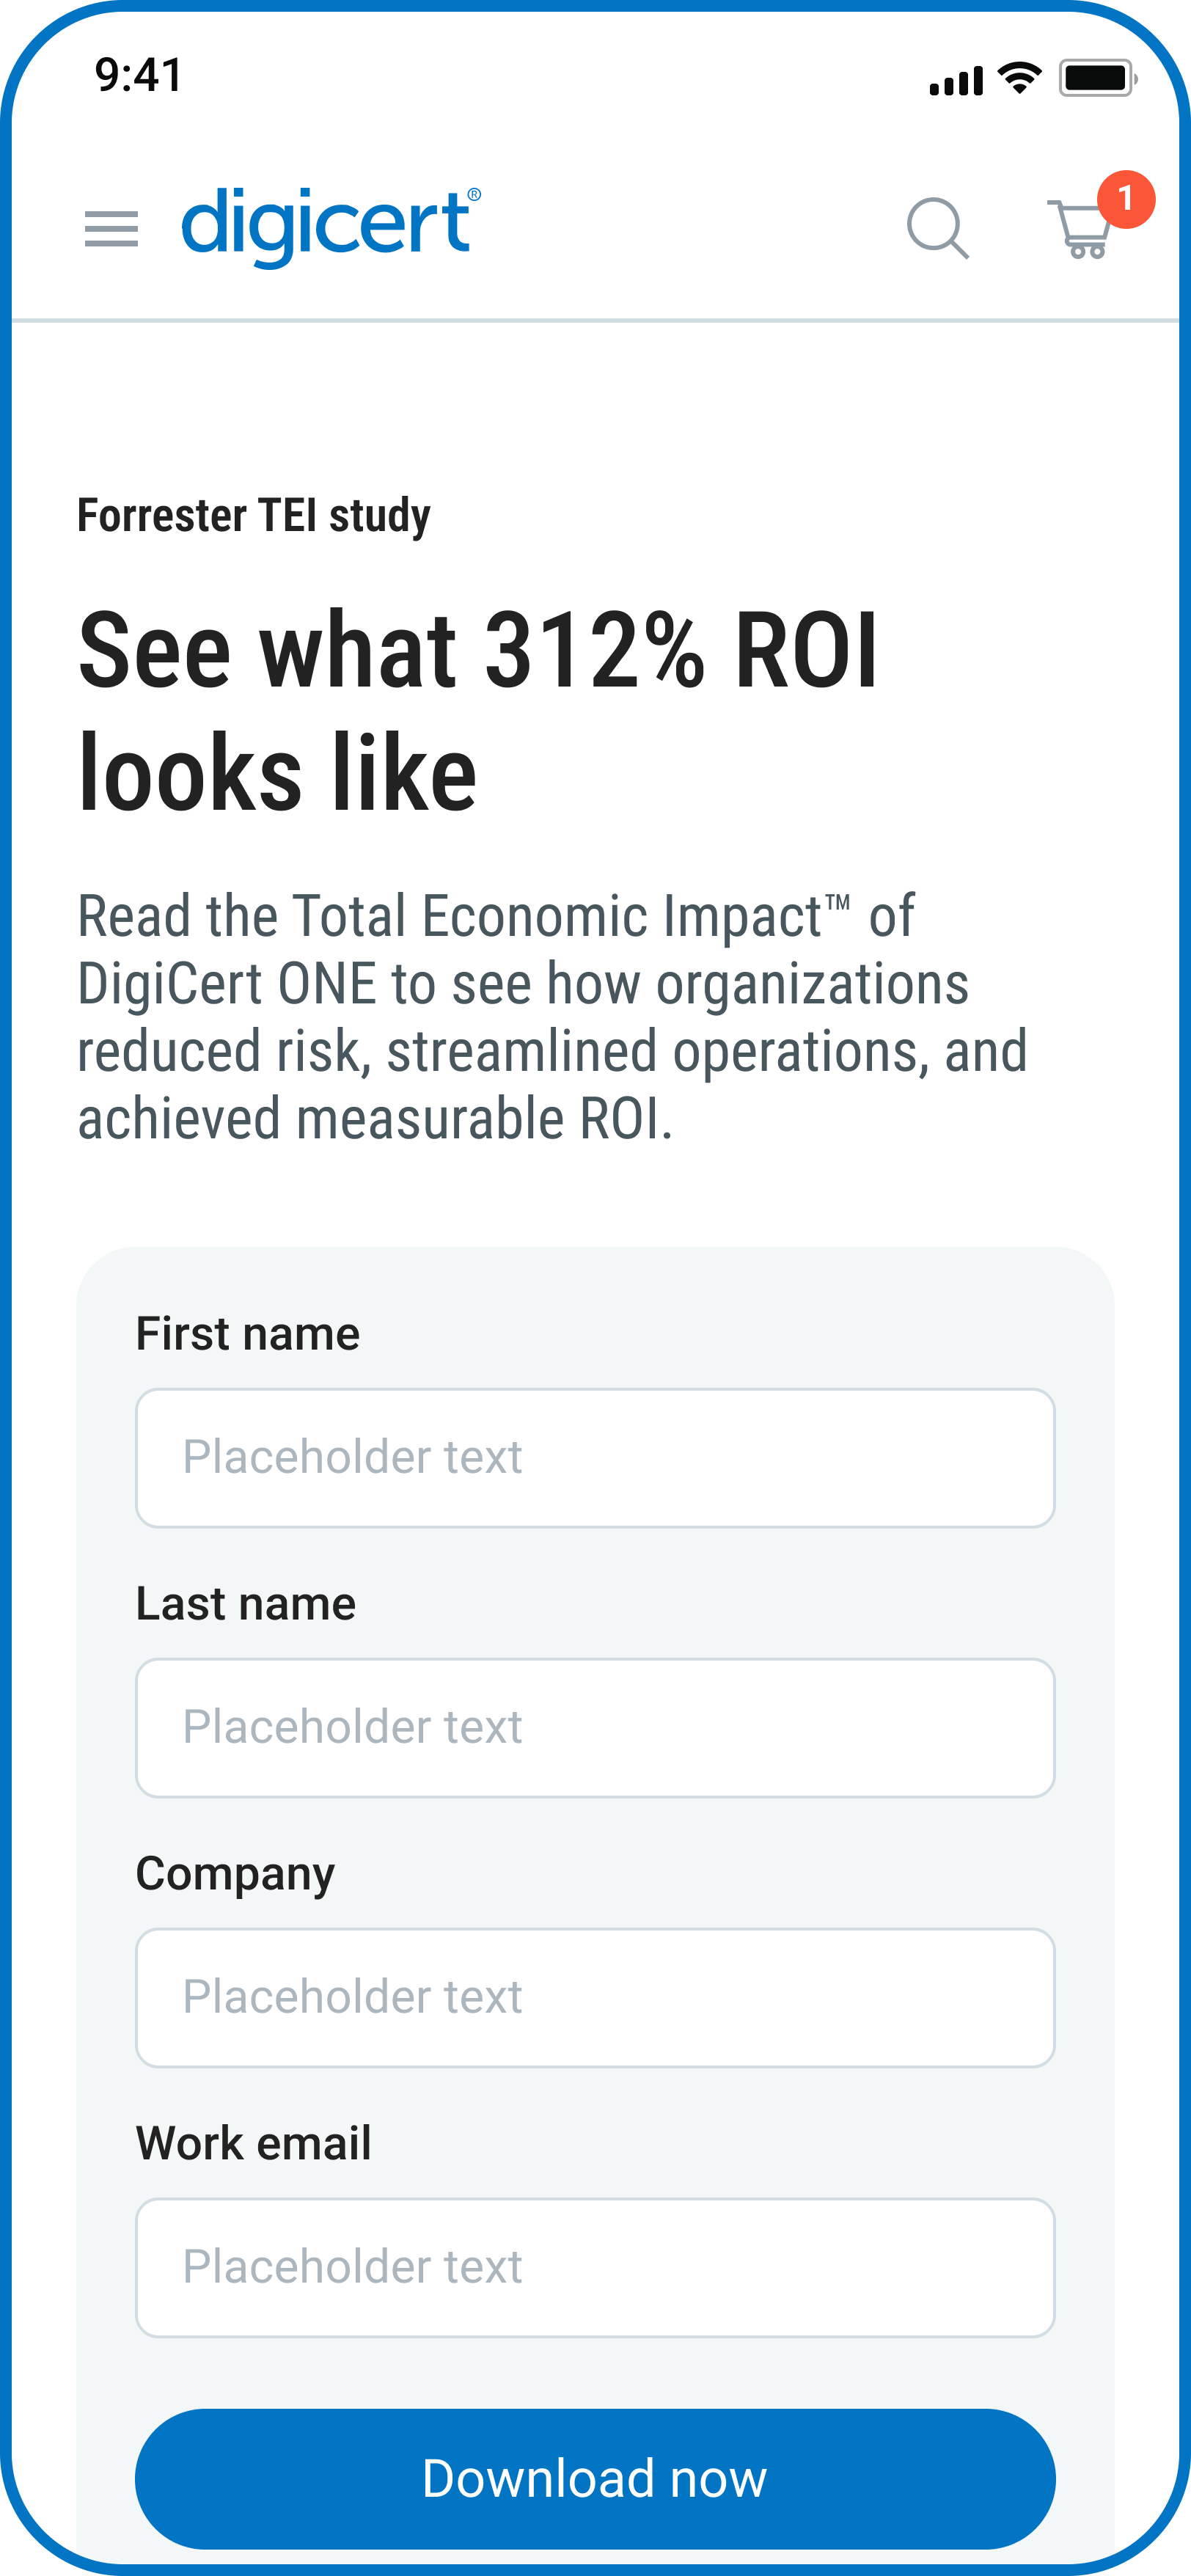 9:41
digicert®
1
Forrester TEI study
See what 312% ROI
looks like
Read the Total Economic Impact™ of
DigiCert ONE to see how organizations
reduced risk, streamlined operations, and
achieved measurable ROI.
First name
Placeholder text
Last name
Placeholder text
Company
Placeholder text
Work email
Placeholder text
Download now